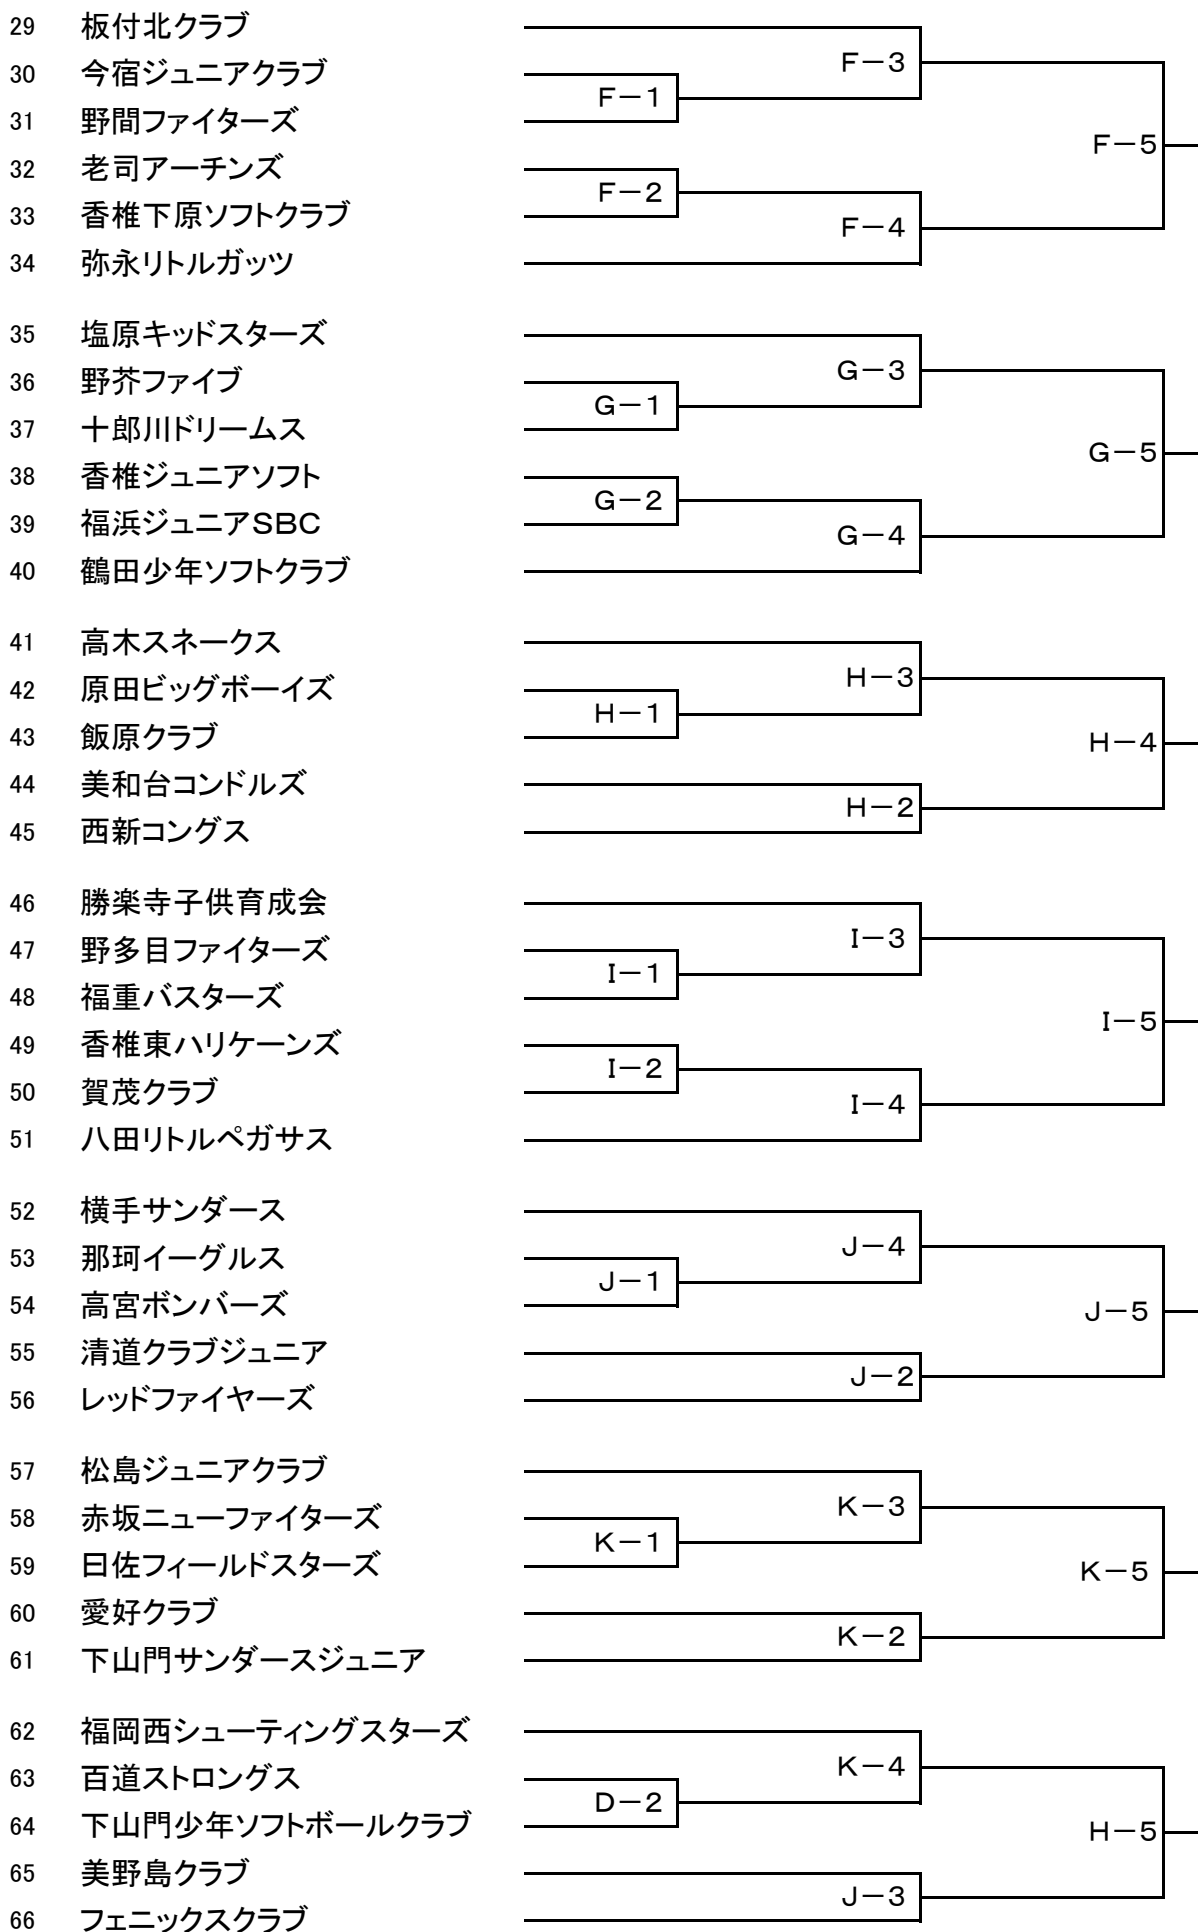 29 板付北クラブ
F－3
30 今宿ジュニアクラブ
F－1
31 野間ファイターズ
F－5
32 老司アーチンズ
F－2
33 香椎下原ソフトクラブ
F－4
34 弥永リトルガッツ
35 塩原キッドスターズ
G－3
36 野芥ファイブ
G－1
37 十郎川ドリームス
G－5
38 香椎ジュニアソフト
G－2
39 福浜ジュニアSBC
G－4
40 鶴田少年ソフトクラブ
41 高木スネークス
H－3
42 原田ビッグボーイズ
H－1
43 飯原クラブ
H－4
44 美和台コンドルズ
H－2
45 西新コングス
46 勝楽寺子供育成会
I－3
47 野多目ファイターズ
I－1
48 福重バスターズ
I－5
49 香椎東ハリケーンズ
I－2
50 賀茂クラブ
I－4
51 八田リトルペガサス
52 横手サンダース
J－4
53 那珂イーグルス
J－1
54 高宮ボンバーズ
J－5
55 清道クラブジュニア
J－2
56 レッドファイヤーズ
57 松島ジュニアクラブ
K－3
58 赤坂ニューファイターズ
K－1
59 曰佐フィールドスターズ
K－5
60 愛好クラブ
K－2
61 下山門サンダースジュニア
62 福岡西シューティングスターズ
K－4
63 百道ストロングス
D－2
64 下山門少年ソフトボールクラブ
H－5
65 美野島クラブ
J－3
66 フェニックスクラブ